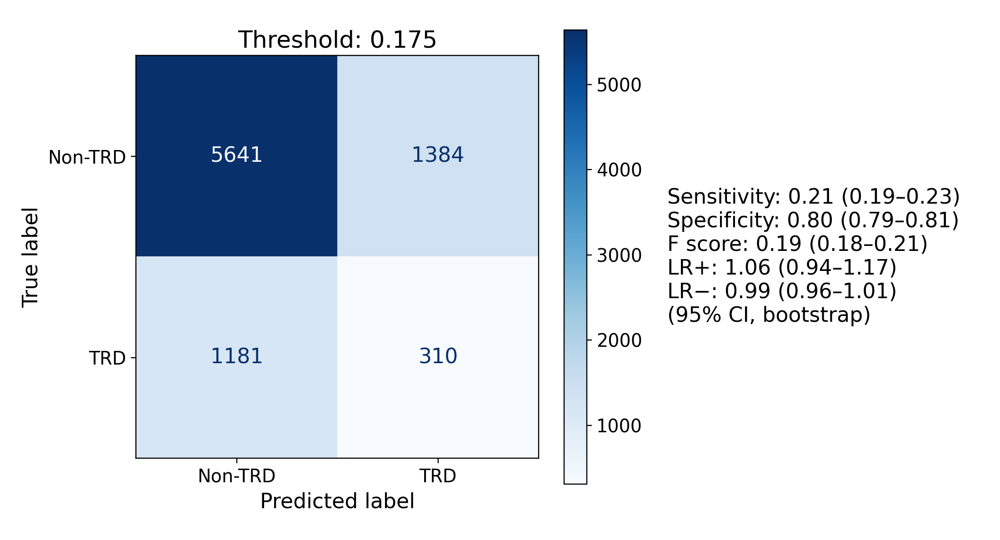 Threshold: 0.175
True label
Non-TRD
5641
1384
TRD
1181
310
Non-TRD
TRD
Predicted label
5000
4000
3000
2000
1000
Sensitivity: 0.21 (0.19–0.23)
Specificity: 0.80 (0.79–0.81)
F score: 0.19 (0.18–0.21)
LR+: 1.06 (0.94–1.17)
LR−: 0.99 (0.96–1.01)
(95% CI, bootstrap)